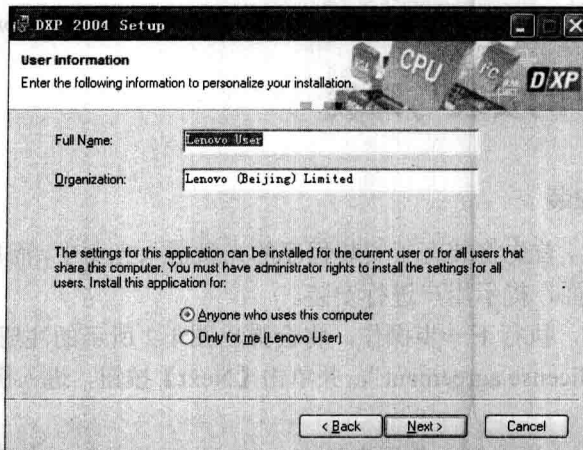 DXP 2004 Setup
User information
Enter the following information to personalize your installation.
CPU
DXP
Full Name:
Lenovo User
Organization:
Lenovo (Beijing) Limited
The settings for this application can be installed for the current user or for all users that
share this computer. You must have administrator rights to install the settings for all
users. Install this application for:
Anyone who uses this computer
Only for me (Lenovo User)
< Back
Next >
Cancel